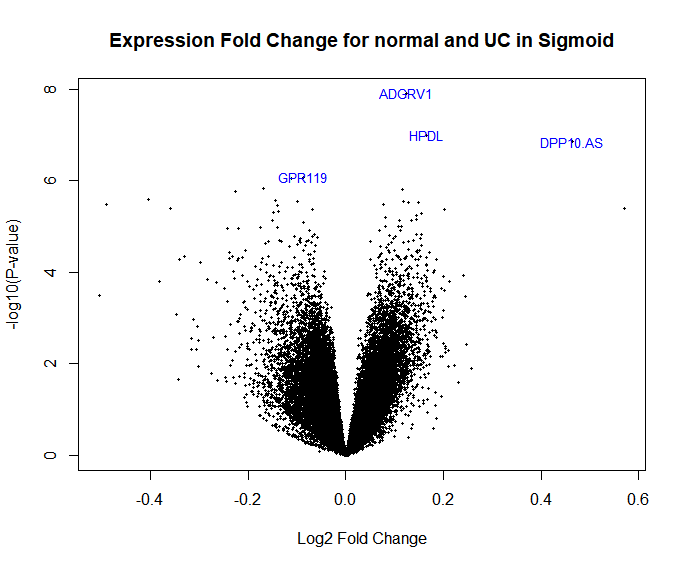 Expression Fold Change for normal and UC in Sigmoid
8
ADGRV1
HPDL
DPP10.AS
6
GPR119
-log10(P-value)
4
2
0
-0.4
-0.2
0.0
0.2
0.4
0.6
Log2 Fold Change